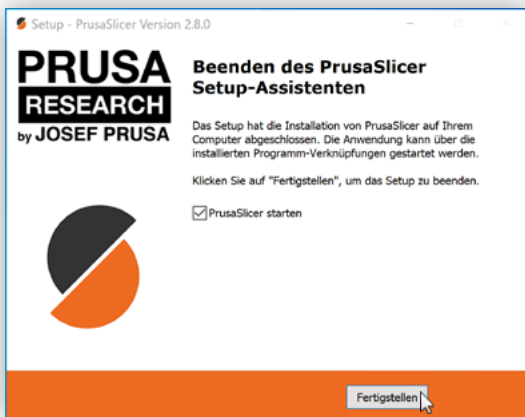 Setup - PrusaSlicer Version 2.8.0
PRUSA
RESEARCH
by JOSEF PRUSA
Beenden des PrusaSlicer
Setup-Assistenten
Das Setup hat die Installation von PrusaSlicer auf Ihrem
Computer abgeschlossen. Die Anwendung kann über die
installierten Programm-Verknüpfungen gestartet werden.
Klicken Sie auf "Fertigstellen", um das Setup zu beenden.
PrusaSlicer starten
Fertigstellen